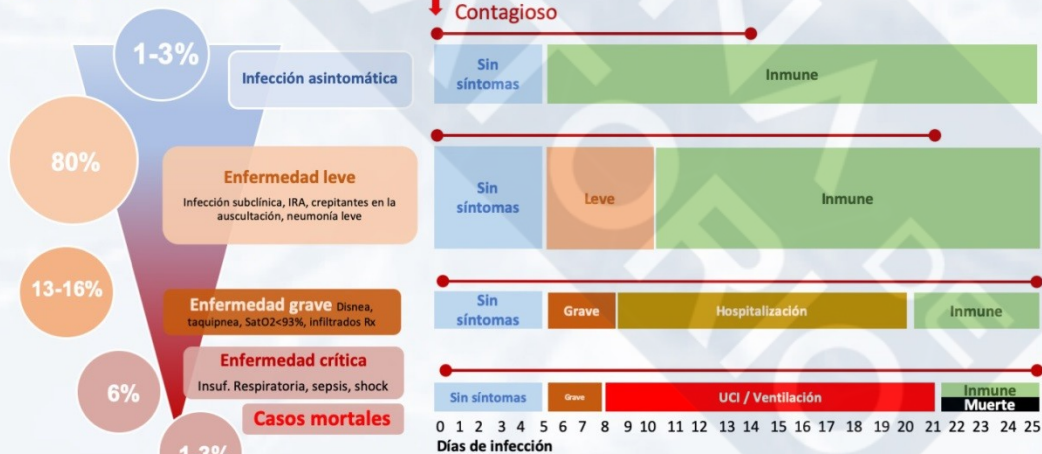 Contagioso
1-3%
Infección asintomática
Sin
síntomas
Inmune
80%
Enfermedad leve
Infección subclínica, IRA, crepitantes en la
auscultación, neumonía leve
Sin
síntomas
Leve
Inmune
13-16%
Enfermedad grave Disnea,
taquipnea, SatO2<93%, infiltrados Rx
Sin
síntomas
Grave
Hospitalización
Inmune
6%
Enfermedad crítica
Insuf. Respiratoria, sepsis, shock
Casos mortales
Sin síntomas
Grave
UCI / Ventilación
Inmune
Muerte
0 1 2 3 4 5 6 7 8 9 10 11 12 13 14 15 16 17 18 19 20 21 22 23 24 25
Días de infección